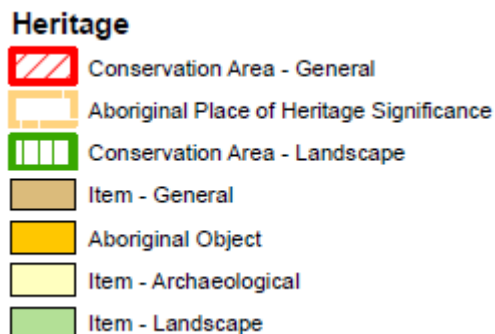 Heritage
Conservation Area - General
Aboriginal Place of Heritage Significance
Conservation Area - Landscape
Item - General
Aboriginal Object
Item - Archaeological
Item - Landscape